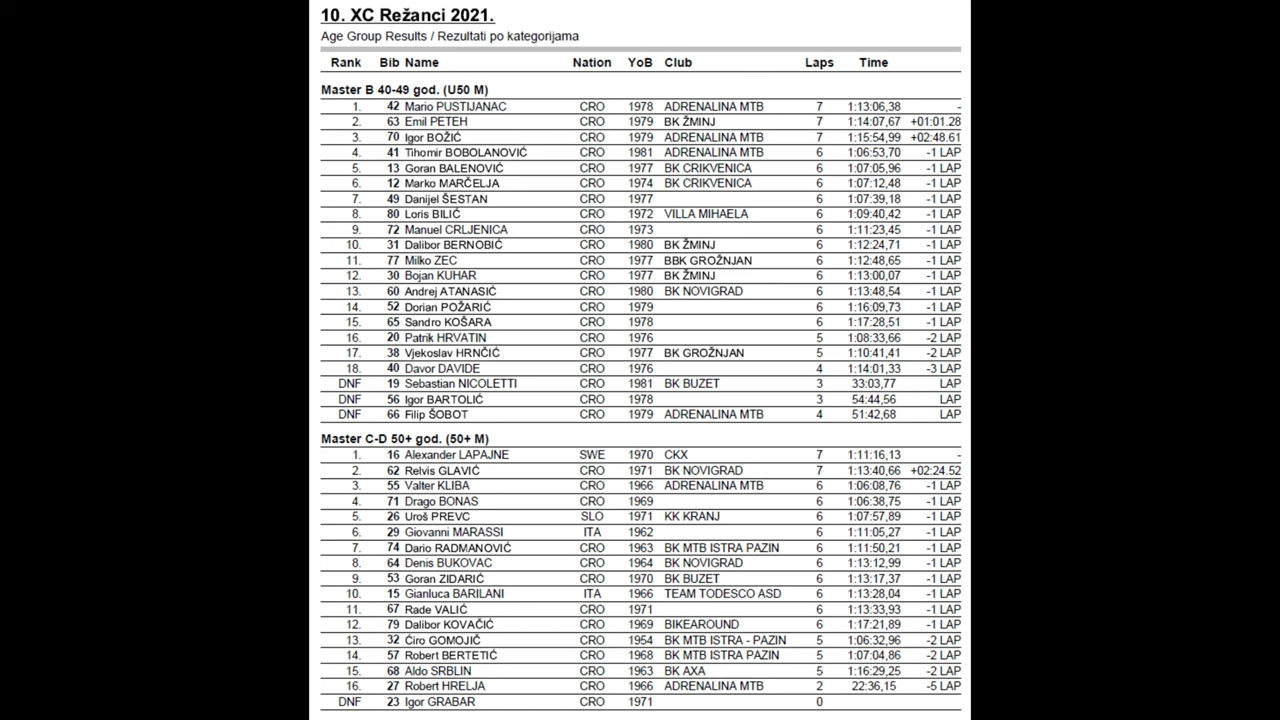 10. XC Režanci 2021.
Age Group Results / Rezultati po kategorijama
Rank Bib Name Nation YoB Club Laps Time
Master B 40-49 god. (U50 M)
1. 42 Mario PUSTIJANAC CRO 1978 ADRENALINA MTB 7 1:13:06,38 -
2. 63 Emil PETEH CRO 1979 BK ŽMINJ 7 1:14:07,67 +01:01.28
3. 70 Igor BOŽIĆ CRO 1979 ADRENALINA MTB 7 1:15:54,99 +02:48.61
4. 41 Tihomir BOBOLANOVIĆ CRO 1981 ADRENALINA MTB 6 1:06:53,70 -1 LAP
5. 13 Goran BALENOVIĆ CRO 1977 BK CRIKVENICA 6 1:07:05,96 -1 LAP
6. 12 Marko MARČELJA CRO 1974 BK CRIKVENICA 6 1:07:12,48 -1 LAP
7. 49 Danijel ŠESTAN CRO 1977 6 1:07:39,18 -1 LAP
8. 80 Loris BILIĆ CRO 1972 VILLA MIHAELA 6 1:09:40,42 -1 LAP
9. 72 Manuel CRLJENICA CRO 1973 6 1:11:23,45 -1 LAP
10. 31 Dalibor BERNOBIĆ CRO 1980 BK ŽMINJ 6 1:12:24,71 -1 LAP
11. 77 Milko ZEC CRO 1977 BBK GROŽNJAN 6 1:12:48,65 -1 LAP
12. 30 Bojan KUHAR CRO 1977 BK ŽMINJ 6 1:13:00,07 -1 LAP
13. 60 Andrej ATANASIĆ CRO 1980 BK NOVIGRAD 6 1:13:48,54 -1 LAP
14. 52 Dorian POŽARIĆ CRO 1979 6 1:16:09,73 -1 LAP
15. 65 Sandro KOŠARA CRO 1978 6 1:17:28,51 -1 LAP
16. 20 Patrik HRVATIN CRO 1976 5 1:08:33,66 -2 LAP
17. 38 Vjekoslav HRNČIĆ CRO 1977 BK GROŽNJAN 5 1:10:41,41 -2 LAP
18. 40 Davor DAVIDE CRO 1976 4 1:14:01,33 -3 LAP
DNF 19 Sebastian NICOLETTI CRO 1981 BK BUZET 3 33:03,77 LAP
DNF 56 Igor BARTOLIĆ CRO 1978 3 54:44,56 LAP
DNF 66 Filip ŠOBOT CRO 1979 ADRENALINA MTB 4 51:42,68 LAP
Master C-D 50+ god. (50+ M)
1. 16 Alexander LAPAJNE SWE 1970 CKX 7 1:11:16,13 -
2. 62 Relvis GLAVIĆ CRO 1971 BK NOVIGRAD 7 1:13:40,66 +02:24.52
3. 55 Valter KLIBA CRO 1966 ADRENALINA MTB 6 1:06:08,76 -1 LAP
4. 71 Drago BONAS CRO 1969 6 1:06:38,75 -1 LAP
5. 26 Uroš PREVC SLO 1971 KK KRANJ 6 1:07:57,89 -1 LAP
6. 29 Giovanni MARASSI ITA 1962 6 1:11:05,27 -1 LAP
7. 74 Dario RADMANOVIĆ CRO 1963 BK MTB ISTRA PAZIN 6 1:11:50,21 -1 LAP
8. 64 Denis BUKOVAC CRO 1964 BK NOVIGRAD 6 1:13:12,99 -1 LAP
9. 53 Goran ZIDARIĆ CRO 1970 BK BUZET 6 1:13:17,37 -1 LAP
10. 15 Gianluca BARILANI ITA 1966 TEAM TODESCO ASD 6 1:13:28,04 -1 LAP
11. 67 Rade VALIĆ CRO 1971 6 1:13:33,93 -1 LAP
12. 79 Dalibor KOVAČIĆ CRO 1969 BIKEAROUND 6 1:17:21,89 -1 LAP
13. 32 Ćiro GOMOJIĆ CRO 1954 BK MTB ISTRA - PAZIN 5 1:06:32,96 -2 LAP
14. 57 Robert BERTETIĆ CRO 1968 BK MTB ISTRA PAZIN 5 1:07:04,86 -2 LAP
15. 68 Aldo SRBLIN CRO 1963 BK AXA 5 1:16:29,25 -2 LAP
16. 27 Robert HRELJA CRO 1966 ADRENALINA MTB 2 22:36,15 -5 LAP
DNF 23 Igor GRABAR CRO 1971 0